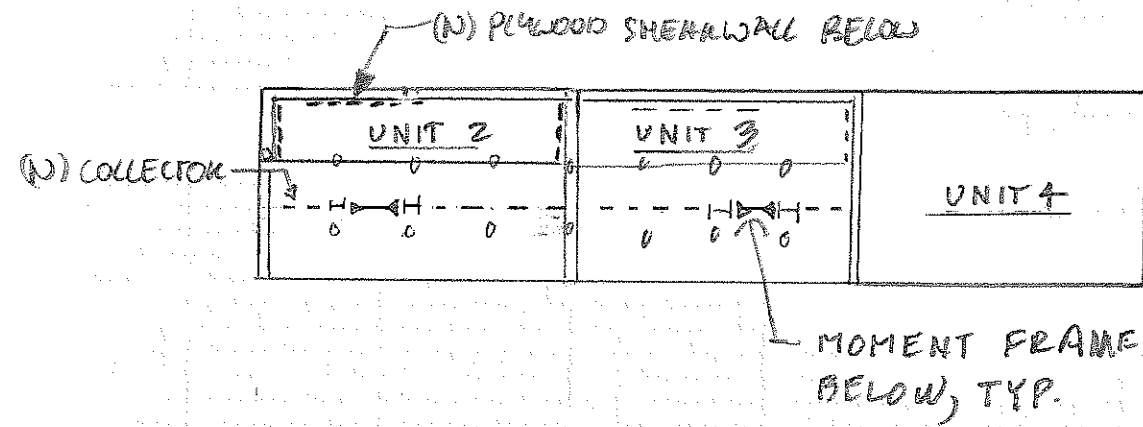 (N) PLYWOOD SHEARWALL BELOW
UNIT 2
UNIT 3
(N) COLLECTOR
UNIT 4
MOMENT FRAME
BELOW, TYP.